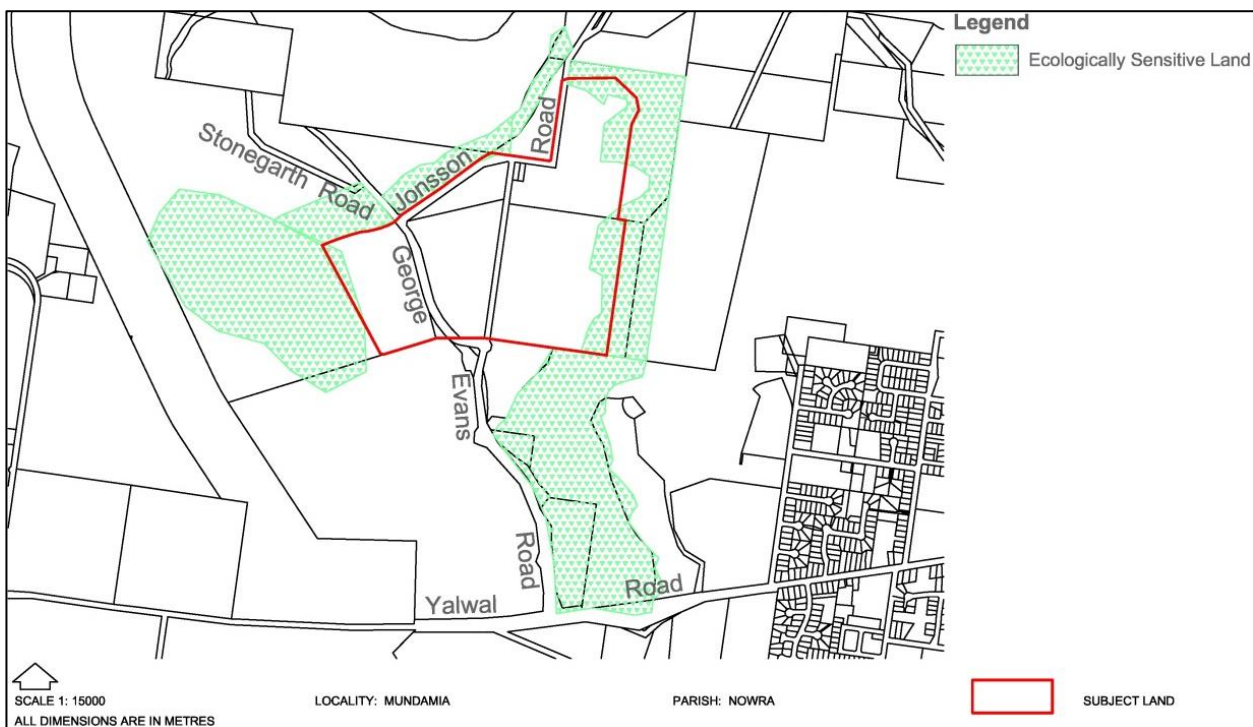 Legend
Ecologically Sensitive Land
Stonegarth Road
Jonsson Road
George Evans Road
Yalwal Road
SCALE 1: 15000
ALL DIMENSIONS ARE IN METRES
LOCALITY: MUNDAMIA
PARISH: NOWRA
SUBJECT LAND